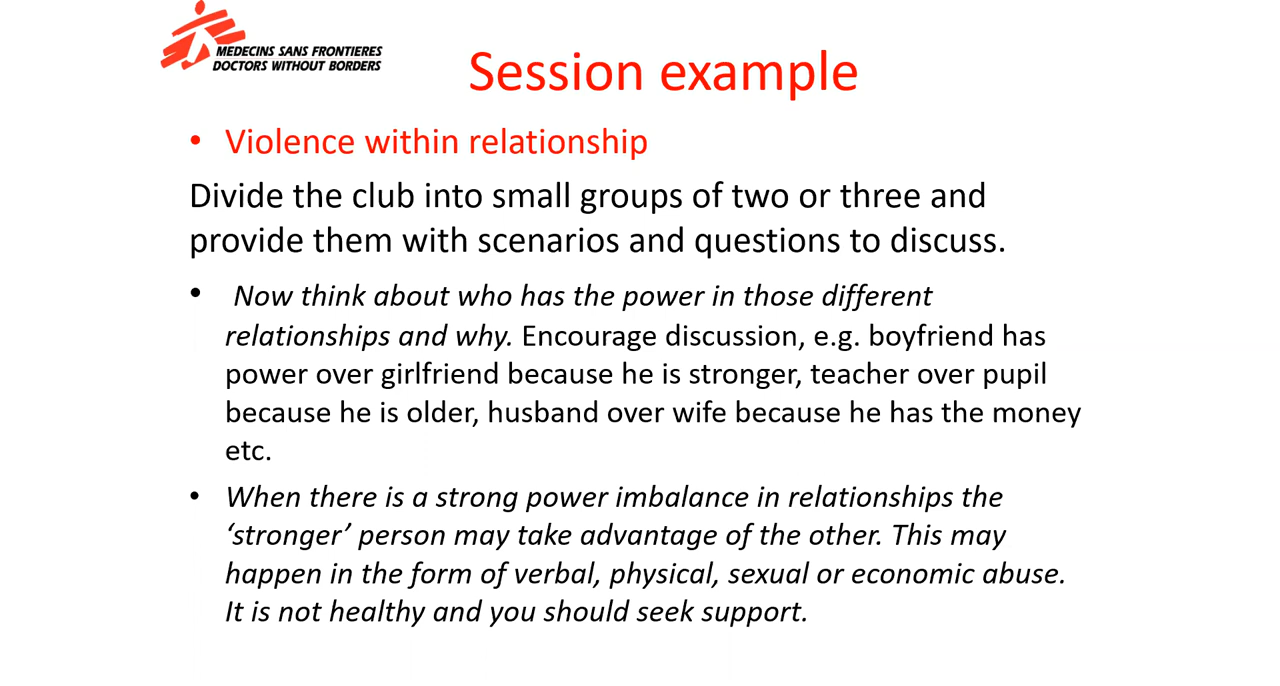 MEDECINS SANS FRONTIERES
DOCTORS WITHOUT BORDERS
Session example
• Violence within relationship
Divide the club into small groups of two or three and
provide them with scenarios and questions to discuss.
• Now think about who has the power in those different
relationships and why. Encourage discussion, e.g. boyfriend has
power over girlfriend because he is stronger, teacher over pupil
because he is older, husband over wife because he has the money
etc.
• When there is a strong power imbalance in relationships the
‘stronger’ person may take advantage of the other. This may
happen in the form of verbal, physical, sexual or economic abuse.
It is not healthy and you should seek support.